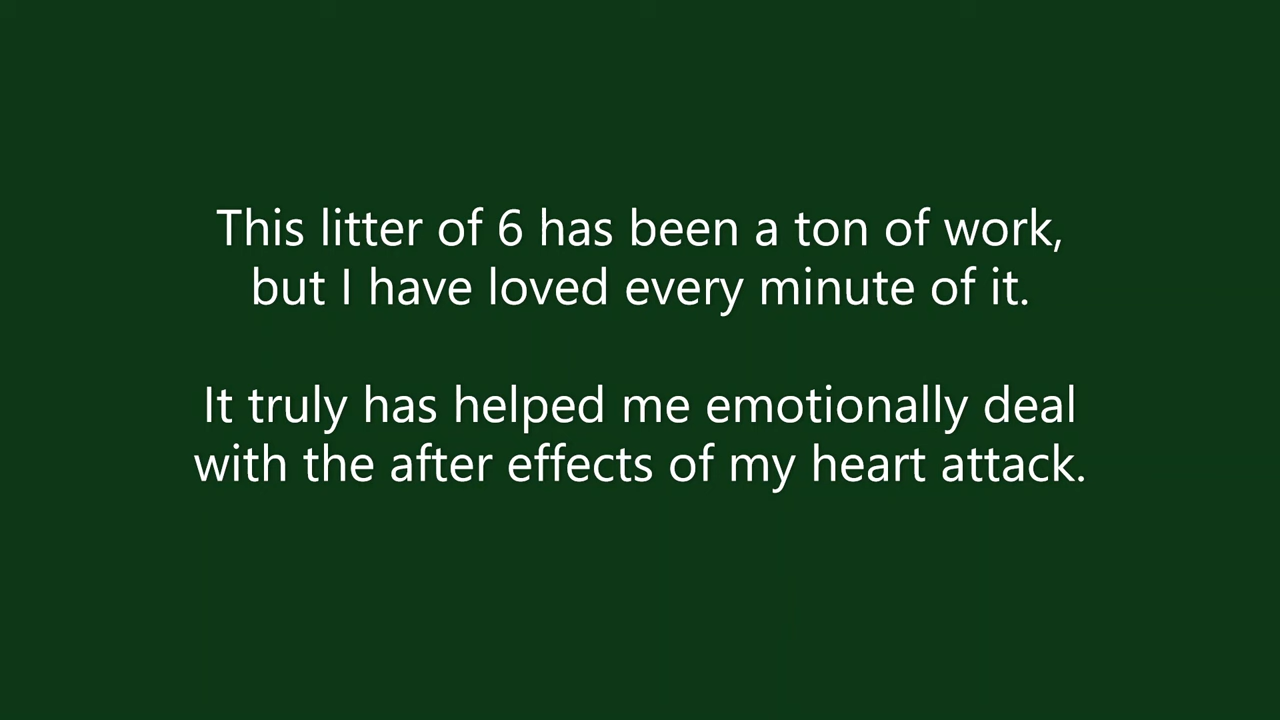 This litter of 6 has been a ton of work,
but I have loved every minute of it.
It truly has helped me emotionally deal
with the after effects of my heart attack.